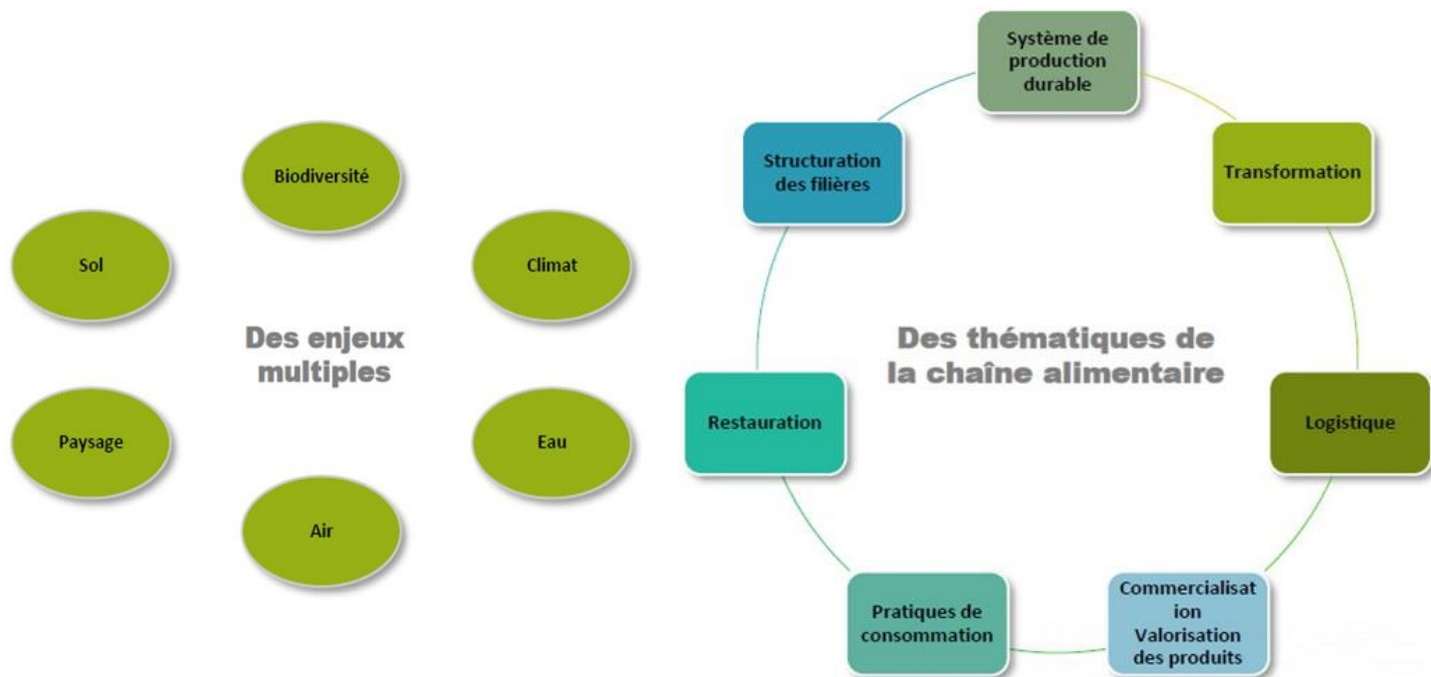 Biodiversité
Sol
Climat
Des enjeux
multiples
Paysage
Eau
Air
Système de
production
durable
Structuration
des filières
Transformation
Des thématiques de
la chaîne alimentaire
Restauration
Logistique
Pratiques de
consommation
Commercialisat
ion
Valorisation
des produits